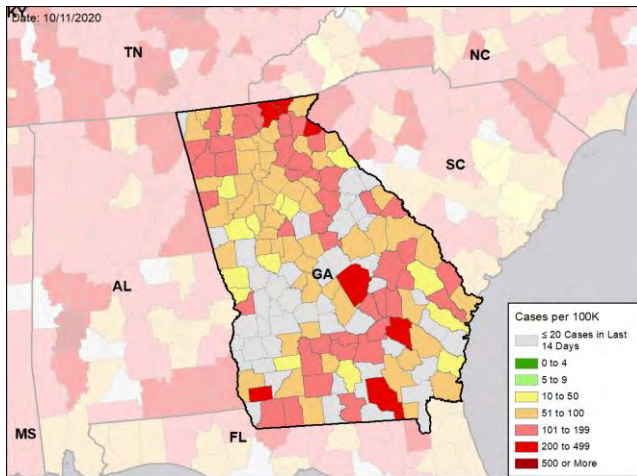 KY
Date: 10/11/2020
TN
NC
SC
GA
AL
MS
FL
Cases per 100K
≤ 20 Cases in Last
14 Days
0 to 4
5 to 9
10 to 50
51 to 100
101 to 199
200 to 499
500 or More